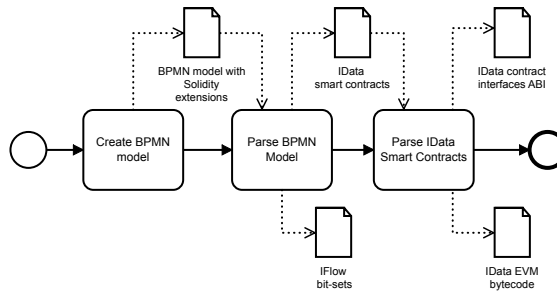 BPMN model with
Solidity
extensions
IData
smart contracts
IData contract
interfaces ABI
Create BPMN
model
Parse BPMN
Model
Parse IData
Smart Contracts
IFlow
bit-sets
IData EVM
bytecode